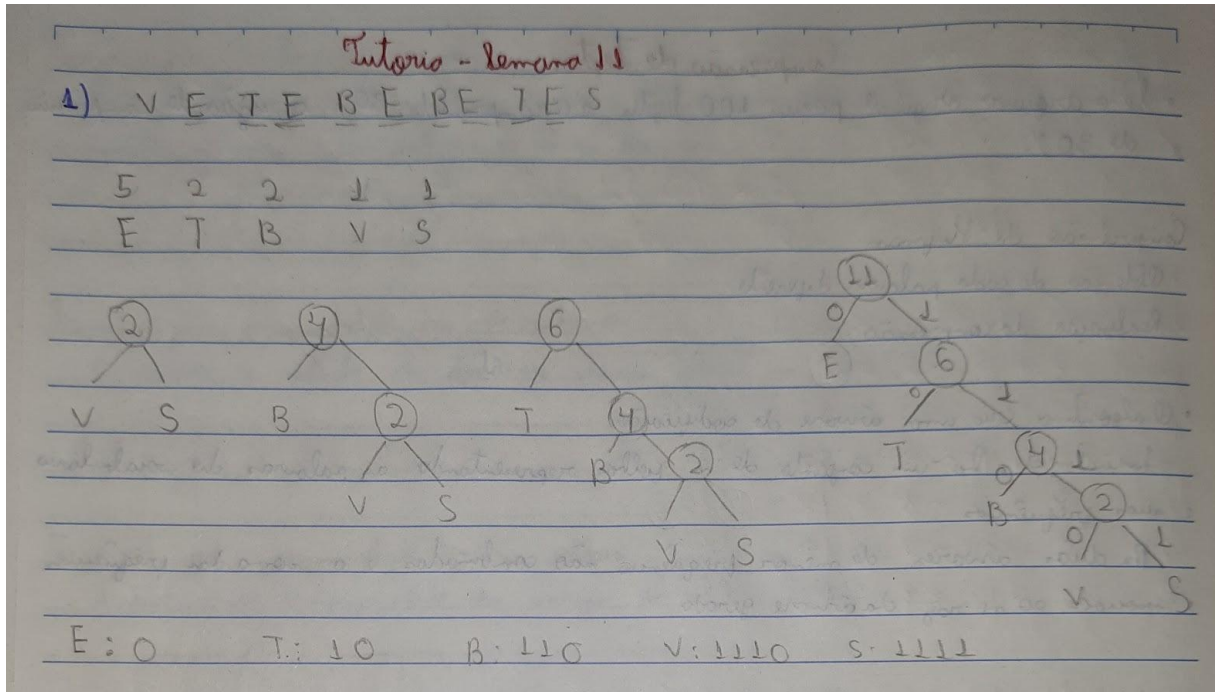 Tutoria - Semana 11
1) V E T E B E B E T E S
5 2 2 1 1
E T B V S
2 4 6 11
0 1
V S B 2 T 4 E 6
0 1
V S B 2 T 4
0 1
V S B 2
0 1
V S
E: 0 T: 10 B: 110 V: 1110 S: 1111